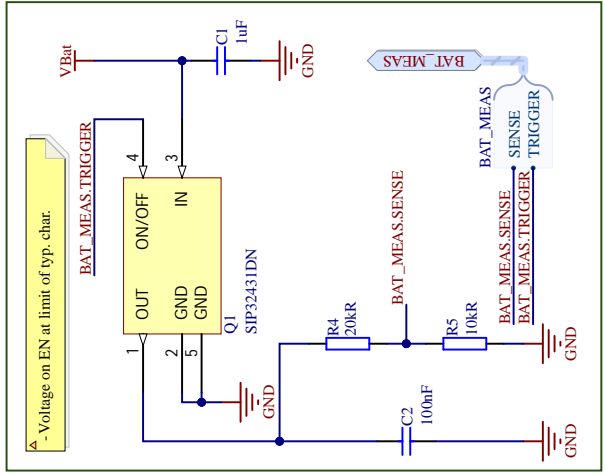 - Voltage on EN at limit of typ. char.
VBat
C1
1uF
GND
BAT_MEAS.TRIGGER
4
3
ON/OFF
IN
OUT
GND
GND
1
2
5
Q1
SIP32431DN
GND
BAT_MEAS
BAT_MEAS
SENSE
TRIGGER
BAT_MEAS.SENSE
BAT_MEAS.TRIGGER
BAT_MEAS.SENSE
R4
20kR
R5
10kR
GND
C2
100nF
GND